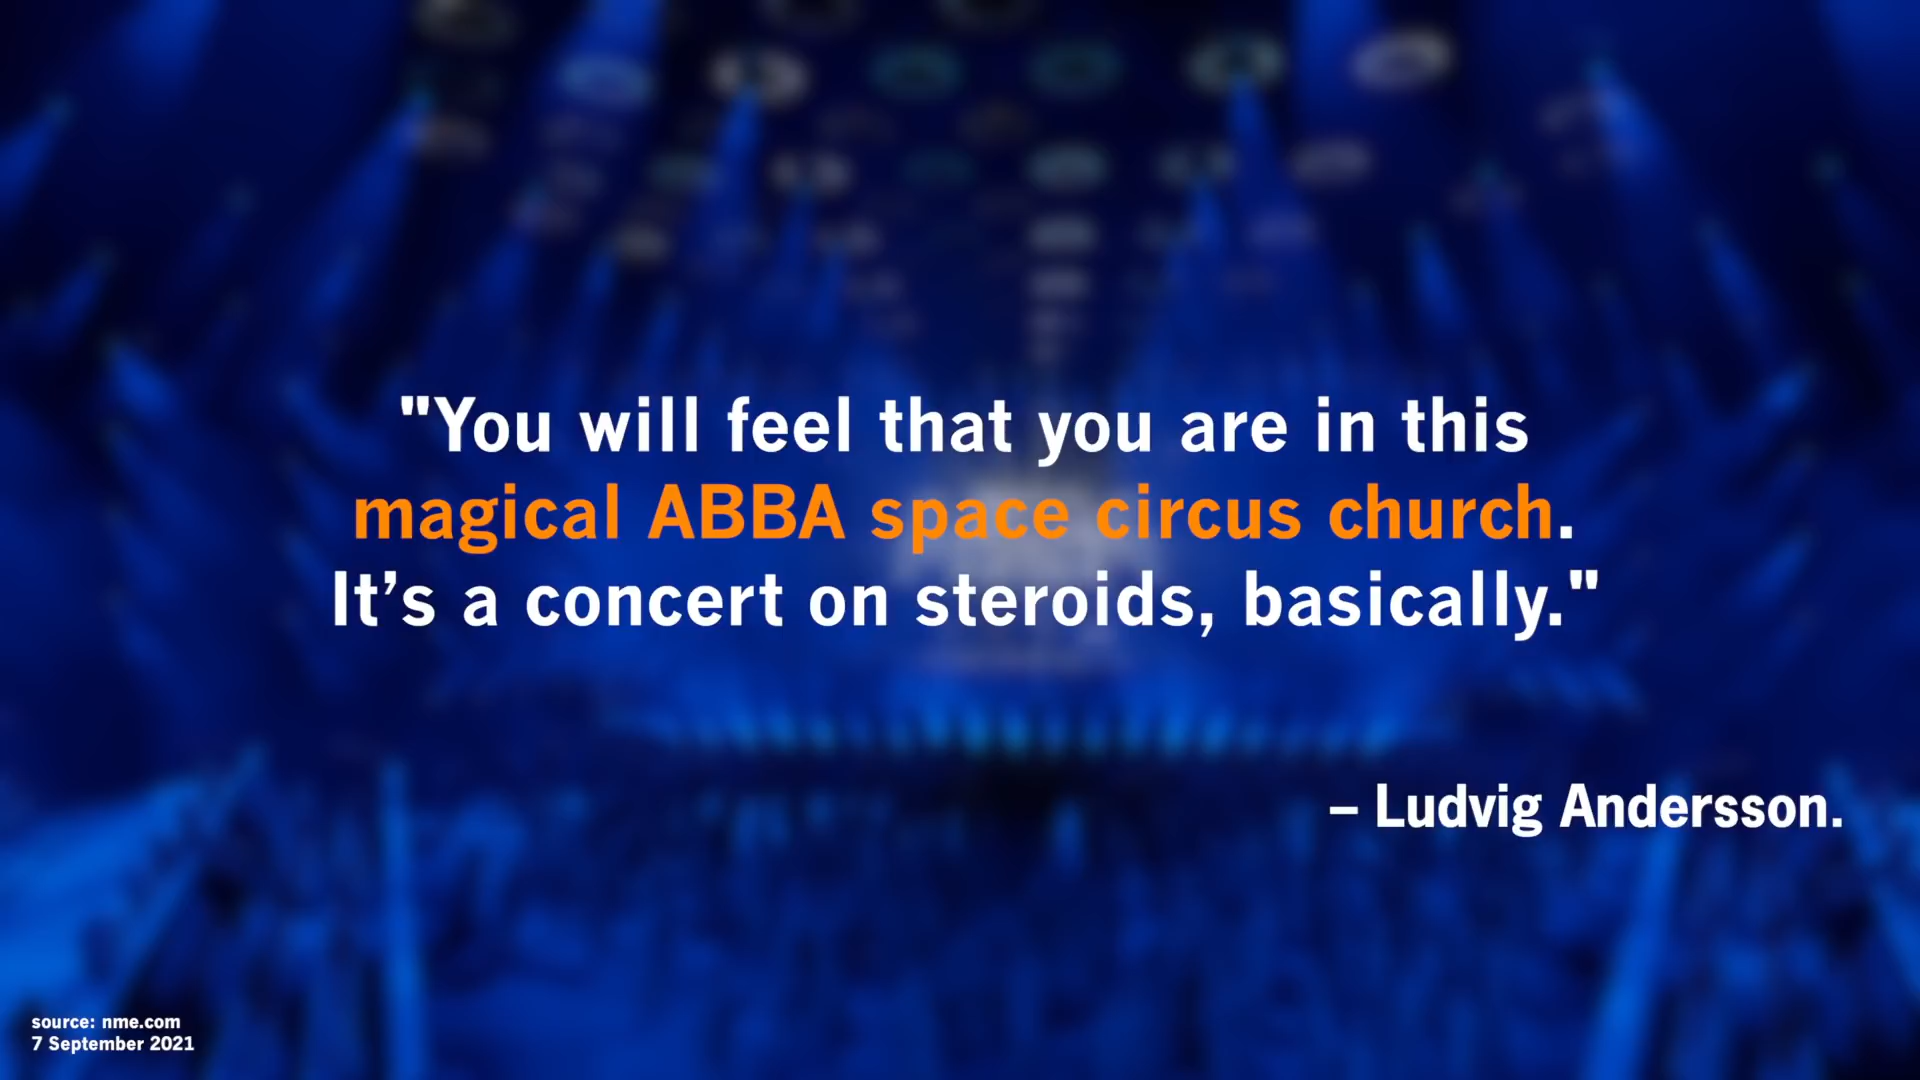 "You will feel that you are in this
magical ABBA space circus church.
It’s a concert on steroids, basically."
– Ludvig Andersson.
source: nme.com
7 September 2021